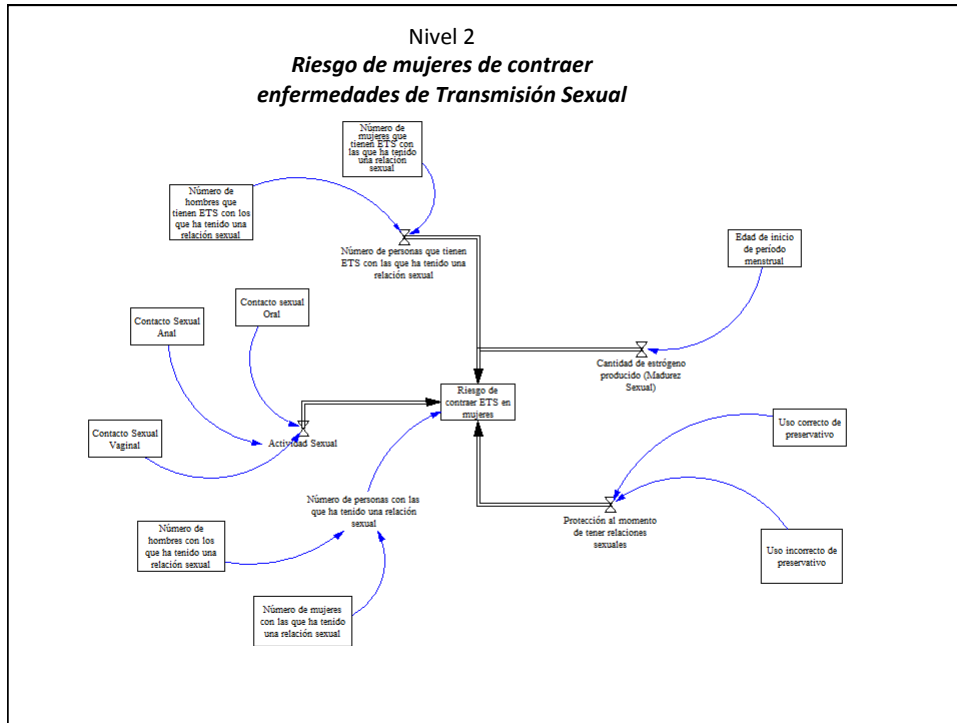 Nivel 2
Riesgo de mujeres de contraer
enfermedades de Transmisión Sexual
Número de
mujeres que
tienen ETS con
las que ha tenido
una relación
sexual
Número de
hombres que
tienen ETS con los
que ha tenido una
relación sexual
Número de personas que tienen
ETS con las que ha tenido una
relación sexual
Edad de inicio
de período
menstrual
Contacto sexual
Oral
Contacto Sexual
Anal
Cantidad de estrógeno
producido (Madurez
Sexual)
Riesgo de
contraer ETS en
mujeres
Contacto Sexual
Vaginal
Actividad Sexual
Uso correcto de
preservativo
Número de personas con las
que ha tenido una relación
sexual
Protección al momento
de tener relaciones
sexuales
Número de
hombres con los
que ha tenido una
relación sexual
Uso incorrecto de
preservativo
Número de mujeres
con las que ha tenido
una relación sexual